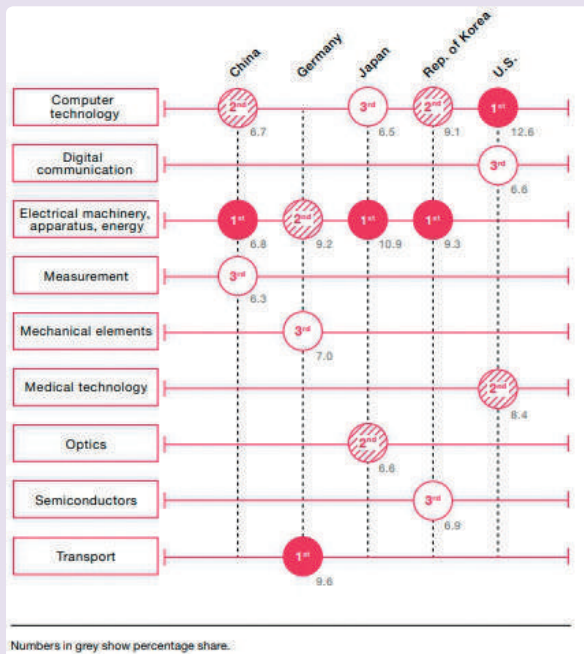 China
Germany
Japan
Rep. of Korea
U.S.
Computer
technology
2nd
3rd
2nd
1st
6.7
6.5
9.1
12.6
Digital
communication
3rd
6.6
Electrical machinery,
apparatus, energy
1st
2nd
1st
1st
6.8
9.2
10.9
9.3
Measurement
3rd
6.3
Mechanical elements
3rd
7.0
Medical technology
2nd
8.4
Optics
2nd
6.6
Semiconductors
3rd
6.9
Transport
1st
9.6
Numbers in grey show percentage share.